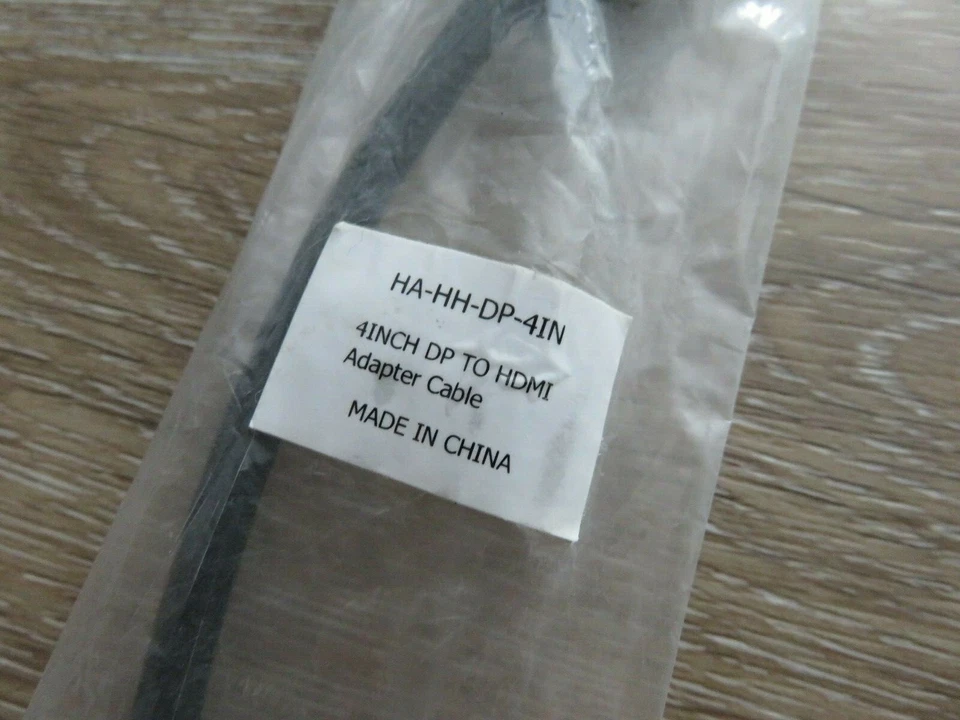 HA-HH-DP-4IN
4INCH DP TO HDMI
Adapter Cable
MADE IN CHINA